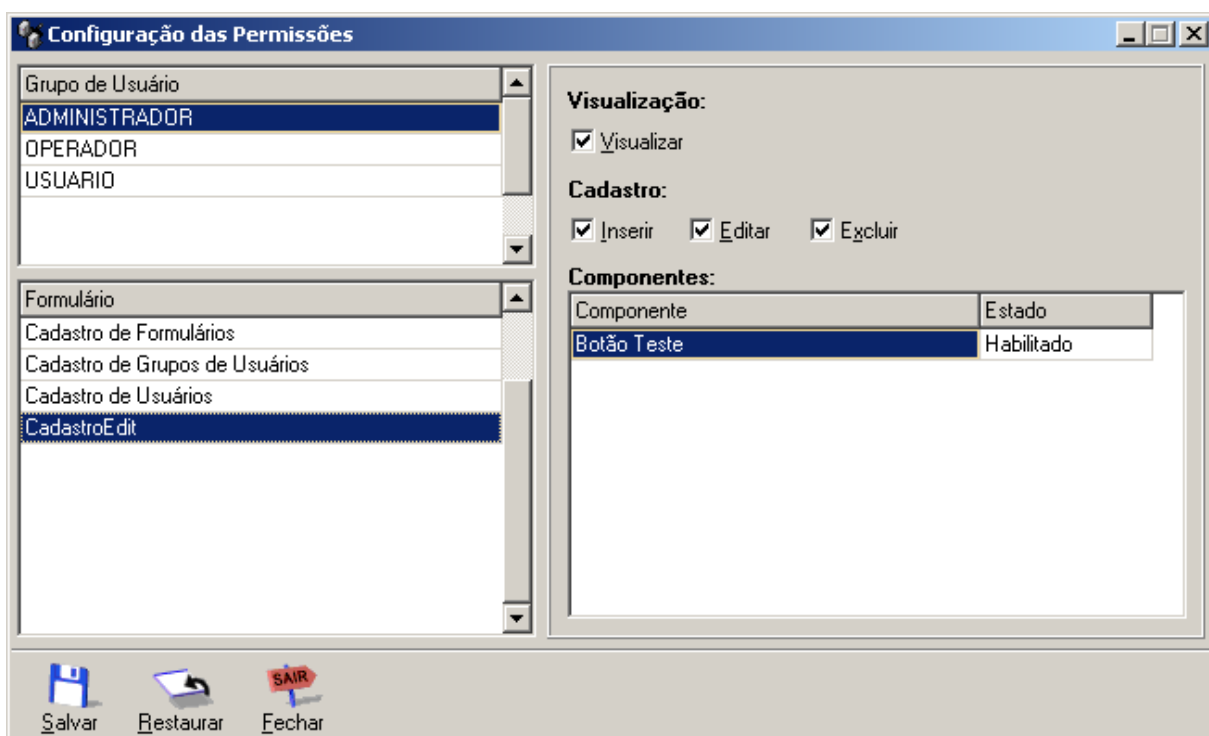 Configuração das Permissões
Grupo de Usuário
ADMINISTRADOR
OPERADOR
USUARIO
Formulário
Cadastro de Formulários
Cadastro de Grupos de Usuários
Cadastro de Usuários
CadastroEdit
Visualização:
Visualizar
Cadastro:
Inserir Editar Excluir
Componentes:
Componente Estado
Botão Teste Habilitado
SAIR
Salvar Restaurar Fechar